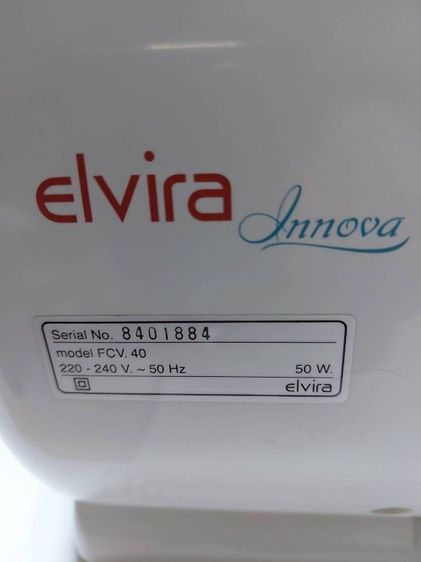 elvira
Innova
Serial No. 8401884
model FCV. 40
220 - 240 V. ~ 50 Hz 50 W.
elvira